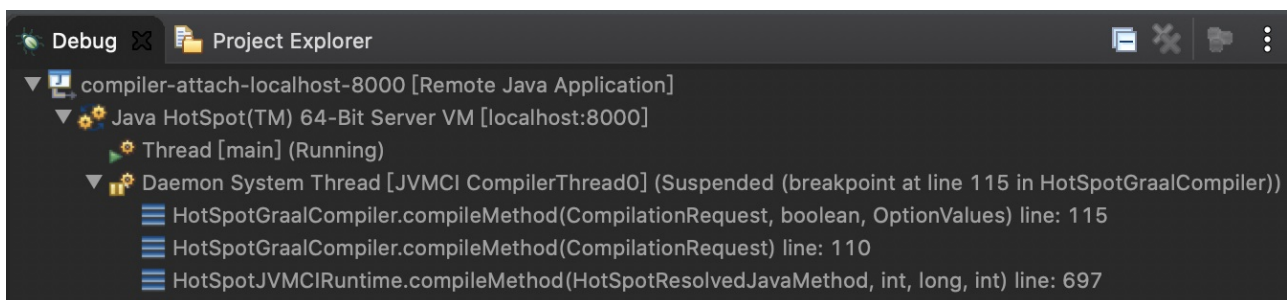 Debug Project Explorer
compiler-attach-localhost-8000 [Remote Java Application]
Java HotSpot(TM) 64-Bit Server VM [localhost:8000]
Thread [main] (Running)
Daemon System Thread [JVMCI CompilerThread0] (Suspended (breakpoint at line 115 in HotSpotGraalCompiler))
HotSpotGraalCompiler.compileMethod(CompilationRequest, boolean, OptionValues) line: 115
HotSpotGraalCompiler.compileMethod(CompilationRequest) line: 110
HotSpotJVMCIRuntime.compileMethod(HotSpotResolvedJavaMethod, int, long, int) line: 697